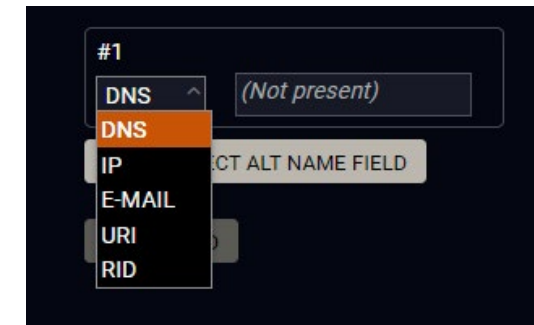 #1
DNS (Not present)
DNS
IP CT ALT NAME FIELD
E-MAIL
URI
RID